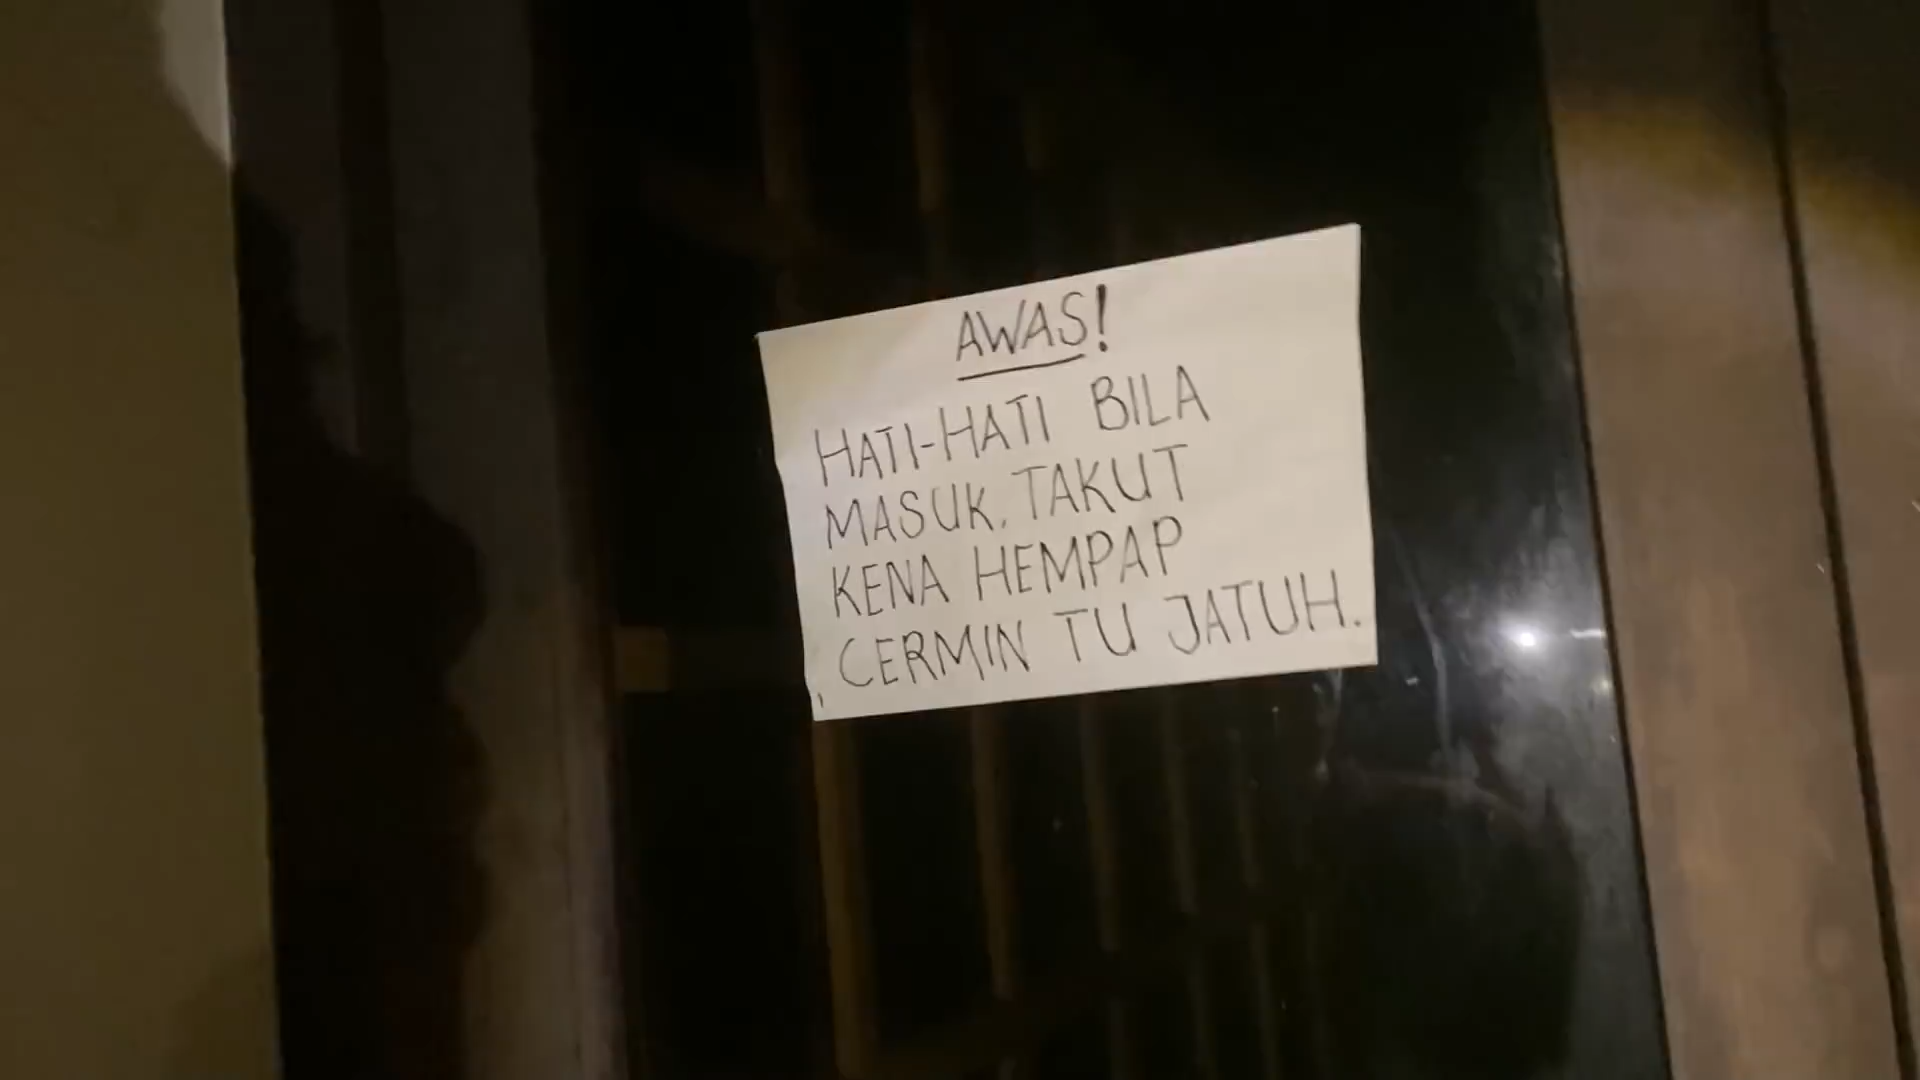 AWAS!
HATI-HATI BILA
MASUK. TAKUT
KENA HEMPAP
CERMIN TU JATUH.